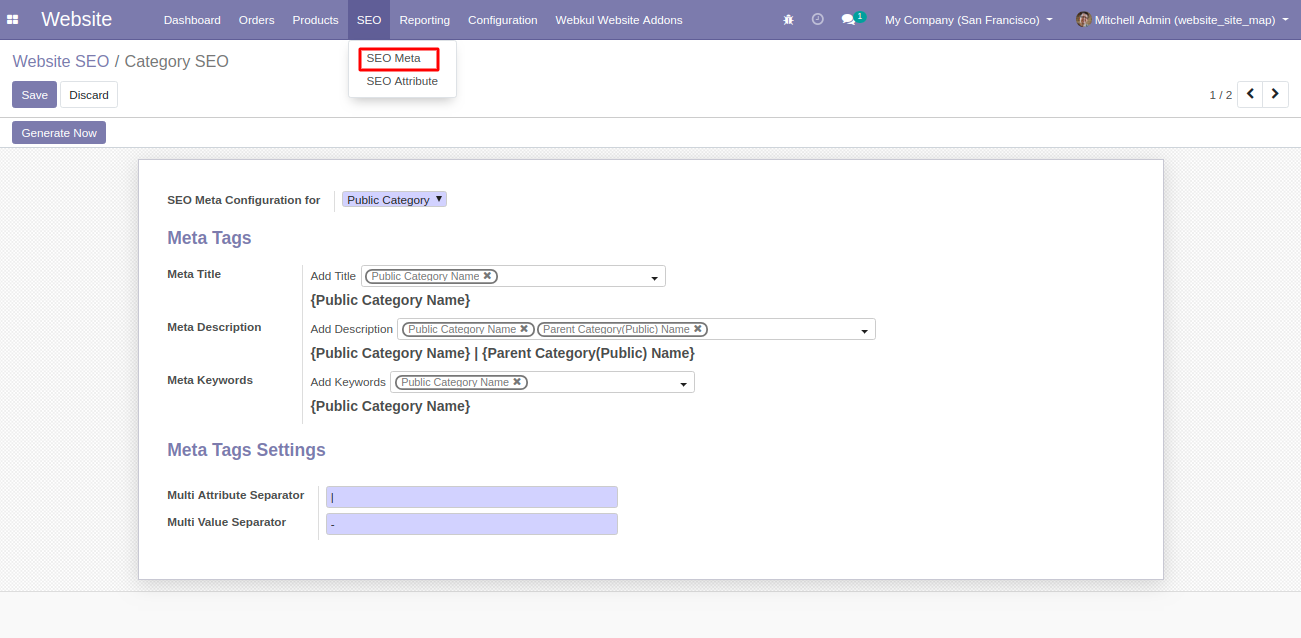 Website Dashboard Orders Products SEO Reporting Configuration Webkul Website Addons 1 My Company (San Francisco) Mitchell Admin (website_site_map)
SEO Meta
SEO Attribute
Website SEO / Category SEO
Save Discard 1 / 2
Generate Now
SEO Meta Configuration for Public Category
Meta Tags
Meta Title Add Title Public Category Name ✖
{Public Category Name}
Meta Description Add Description Public Category Name ✖ Parent Category(Public) Name ✖
{Public Category Name} | {Parent Category(Public) Name}
Meta Keywords Add Keywords Public Category Name ✖
{Public Category Name}
Meta Tags Settings
Multi Attribute Separator |
Multi Value Separator -